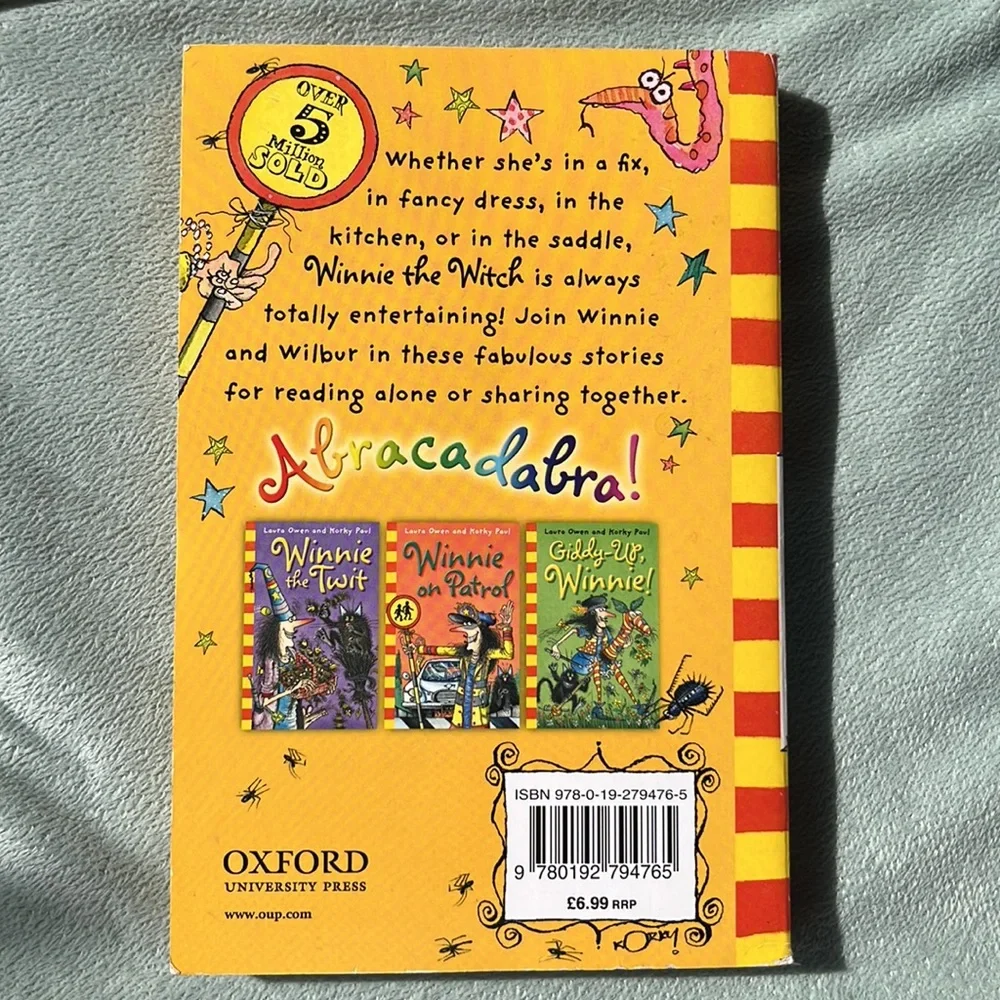 OVER
5
Million
SOLD
Whether she's in a fix,
in fancy dress, in the
kitchen, or in the saddle,
Winnie the Witch is always
totally entertaining! Join Winnie
and Wilbur in these fabulous stories
for reading alone or sharing together.
Abracadabra!
Laura Owen and Korky Paul
Winnie
the Twit
Laura Owen and Korky Paul
Winnie
on Patrol
Laura Owen and Korky Paul
Giddy-Up,
Winnie!
ISBN 978-0-19-279476-5
9 780192 794765
£6.99 RRP
OXFORD
UNIVERSITY PRESS
www.oup.com
KORKY!